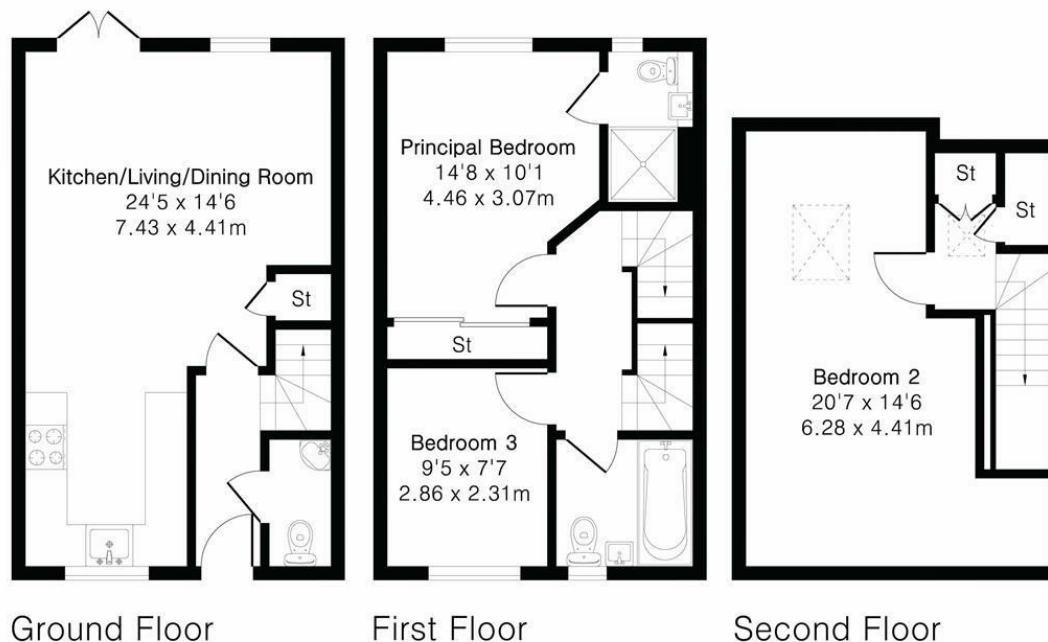 Kitchen/Living/Dining Room
24'5 x 14'6
7.43 x 4.41m
St
Ground Floor
Principal Bedroom
14'8 x 10'1
4.46 x 3.07m
St
Bedroom 3
9'5 x 7'7
2.86 x 2.31m
First Floor
St
St
Bedroom 2
20'7 x 14'6
6.28 x 4.41m
Second Floor